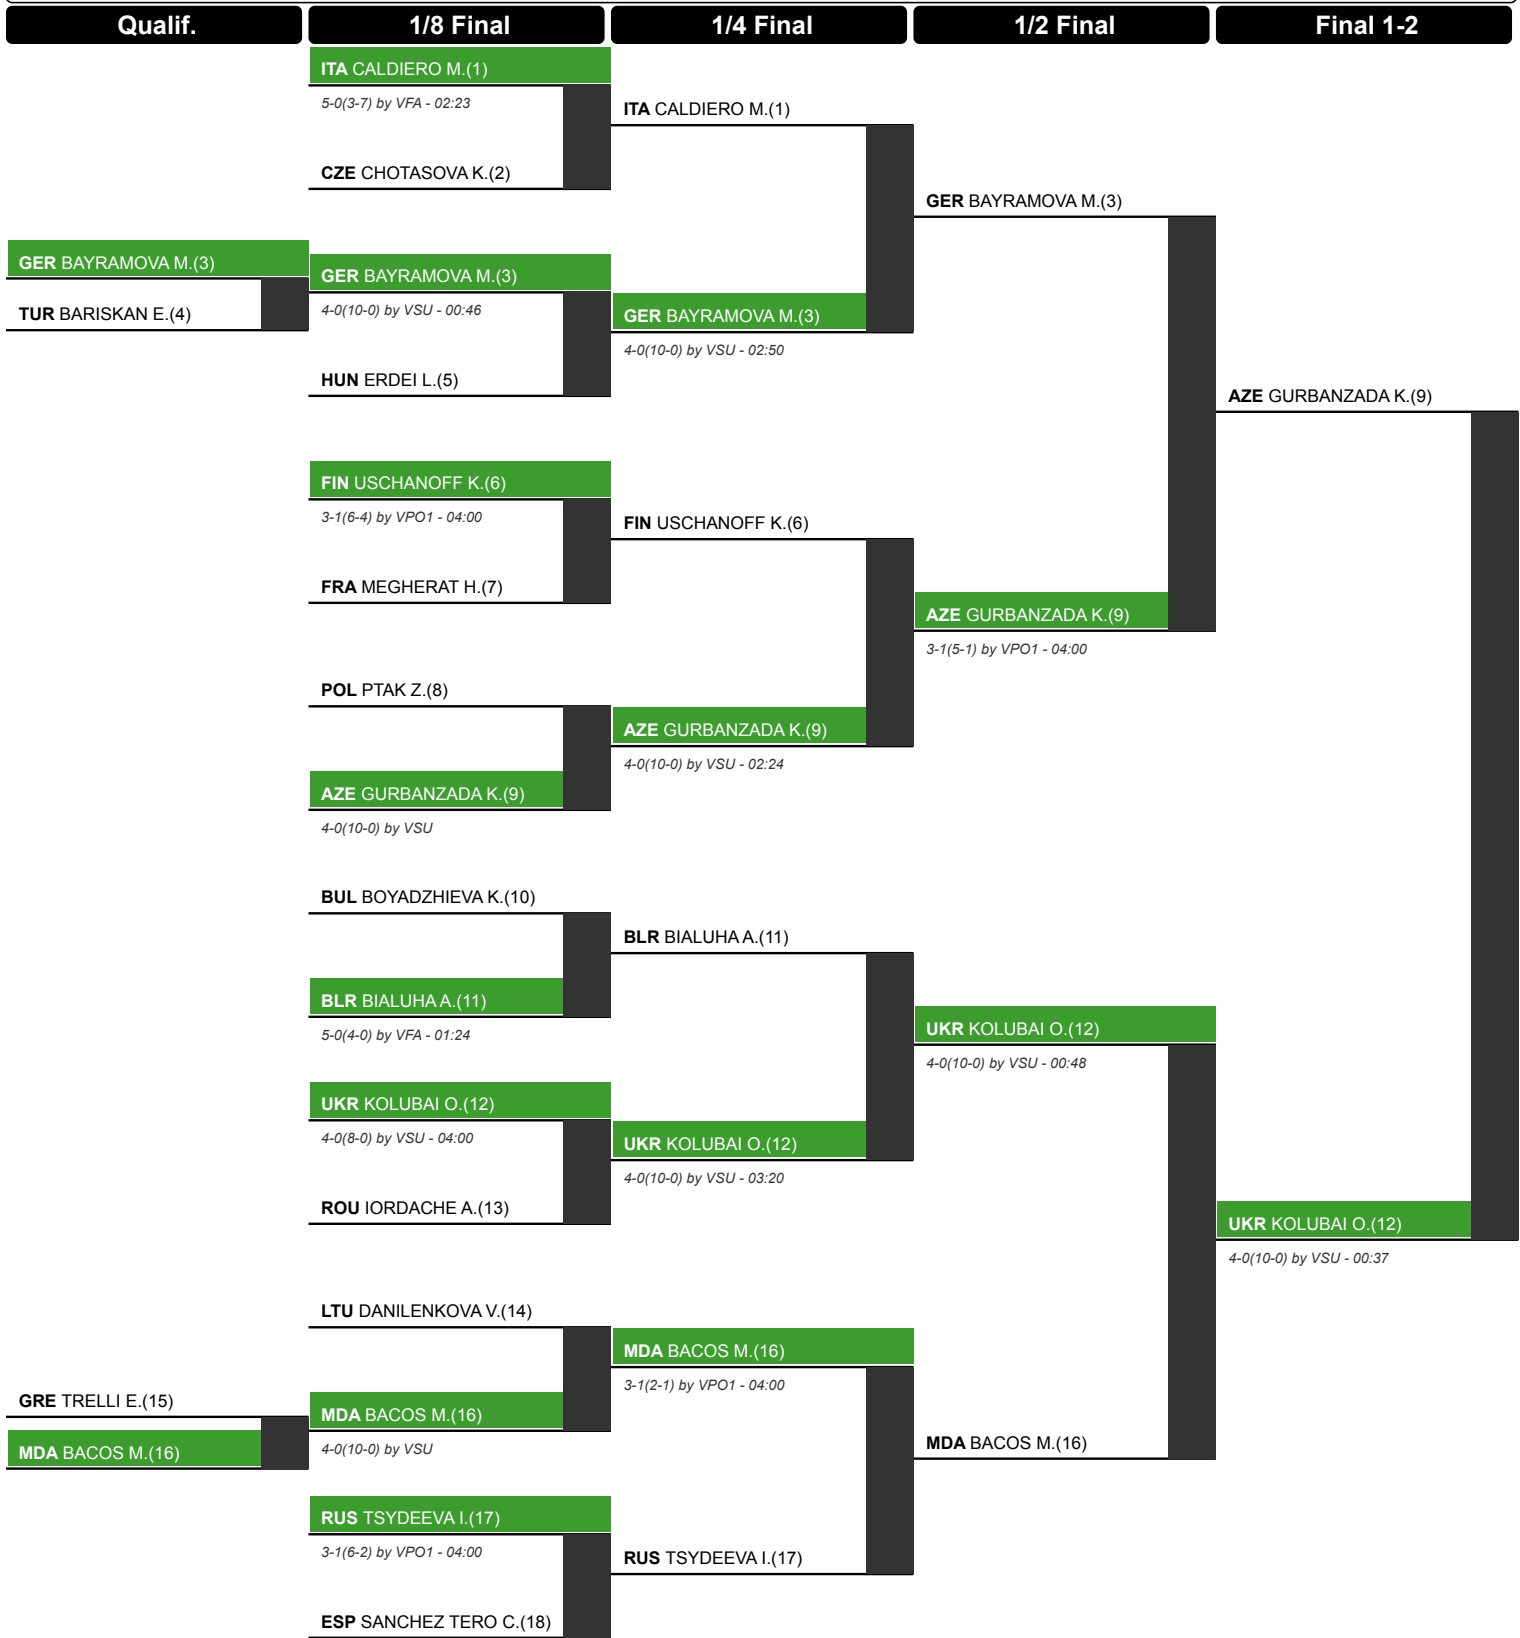 Qualif.
1/8 Final
1/4 Final
1/2 Final
Final 1-2
GER BAYRAMOVA M.(3)
TUR BARISKAN E.(4)
GRE TRELLI E.(15)
MDA BACOS M.(16)
ITA CALDIERO M.(1)
5-0(3-7) by VFA - 02:23
CZE CHOTASOVA K.(2)
GER BAYRAMOVA M.(3)
4-0(10-0) by VSU - 00:46
HUN ERDEI L.(5)
FIN USCHANOFF K.(6)
3-1(6-4) by VPO1 - 04:00
FRA MEGHERAT H.(7)
POL PTAK Z.(8)
AZE GURBANZADA K.(9)
4-0(10-0) by VSU
BUL BOYADZHIEVA K.(10)
BLR BIALUHA A.(11)
5-0(4-0) by VFA - 01:24
UKR KOLUBAI O.(12)
4-0(8-0) by VSU - 04:00
ROU IORDACHE A.(13)
LTU DANILENKOVA V.(14)
MDA BACOS M.(16)
4-0(10-0) by VSU
RUS TSYDEEVA I.(17)
3-1(6-2) by VPO1 - 04:00
ESP SANCHEZ TERO C.(18)
ITA CALDIERO M.(1)
GER BAYRAMOVA M.(3)
4-0(10-0) by VSU - 02:50
FIN USCHANOFF K.(6)
AZE GURBANZADA K.(9)
4-0(10-0) by VSU - 02:24
BLR BIALUHA A.(11)
UKR KOLUBAI O.(12)
4-0(10-0) by VSU - 03:20
MDA BACOS M.(16)
3-1(2-1) by VPO1 - 04:00
RUS TSYDEEVA I.(17)
GER BAYRAMOVA M.(3)
AZE GURBANZADA K.(9)
3-1(5-1) by VPO1 - 04:00
UKR KOLUBAI O.(12)
4-0(10-0) by VSU - 00:48
MDA BACOS M.(16)
AZE GURBANZADA K.(9)
UKR KOLUBAI O.(12)
4-0(10-0) by VSU - 00:37